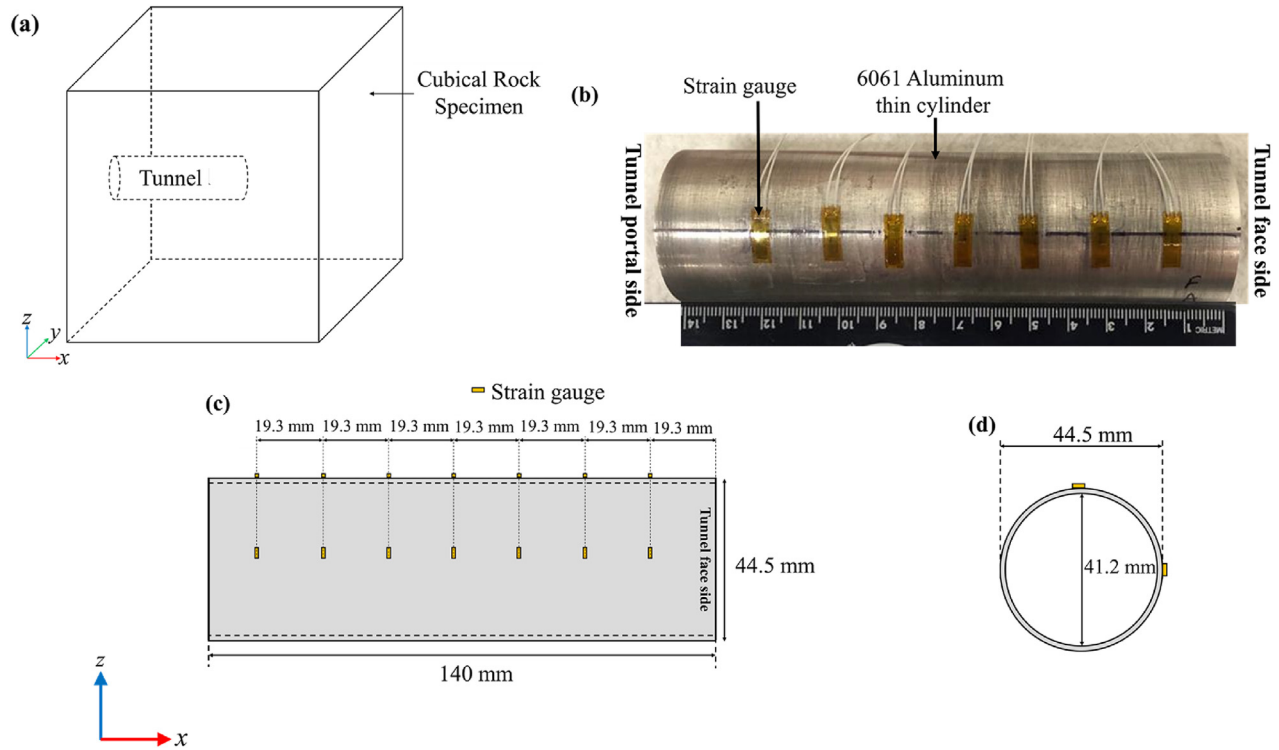 (a)
Cubical Rock
Specimen
Tunnel
z
y
x
(b)
Strain gauge
6061 Aluminum
thin cylinder
Tunnel portal side
Tunnel face side
14 13 12 11 10 9 8 7 6 5 4 3 2 1 METRIC
F
A
Strain gauge
(c)
19.3 mm 19.3 mm 19.3 mm 19.3 mm 19.3 mm 19.3 mm 19.3 mm
Tunnel face side
44.5 mm
140 mm
z
x
(d)
44.5 mm
41.2 mm